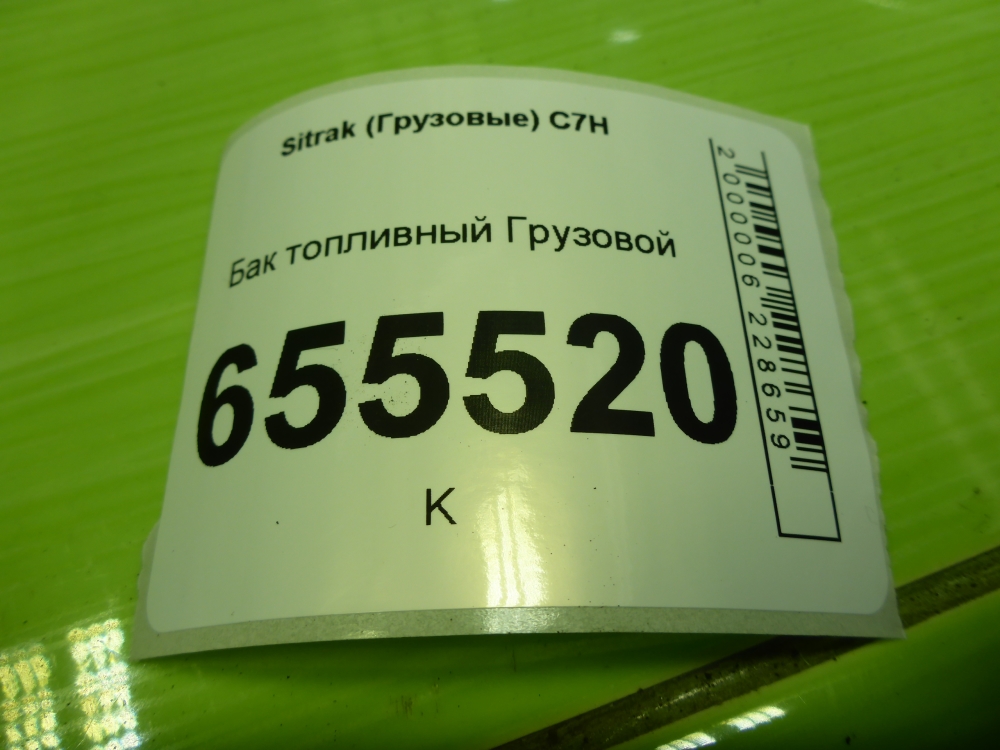 Sitrak (Грузовые) C7H
Бак топливный Грузовой
655520
К
2000006228659